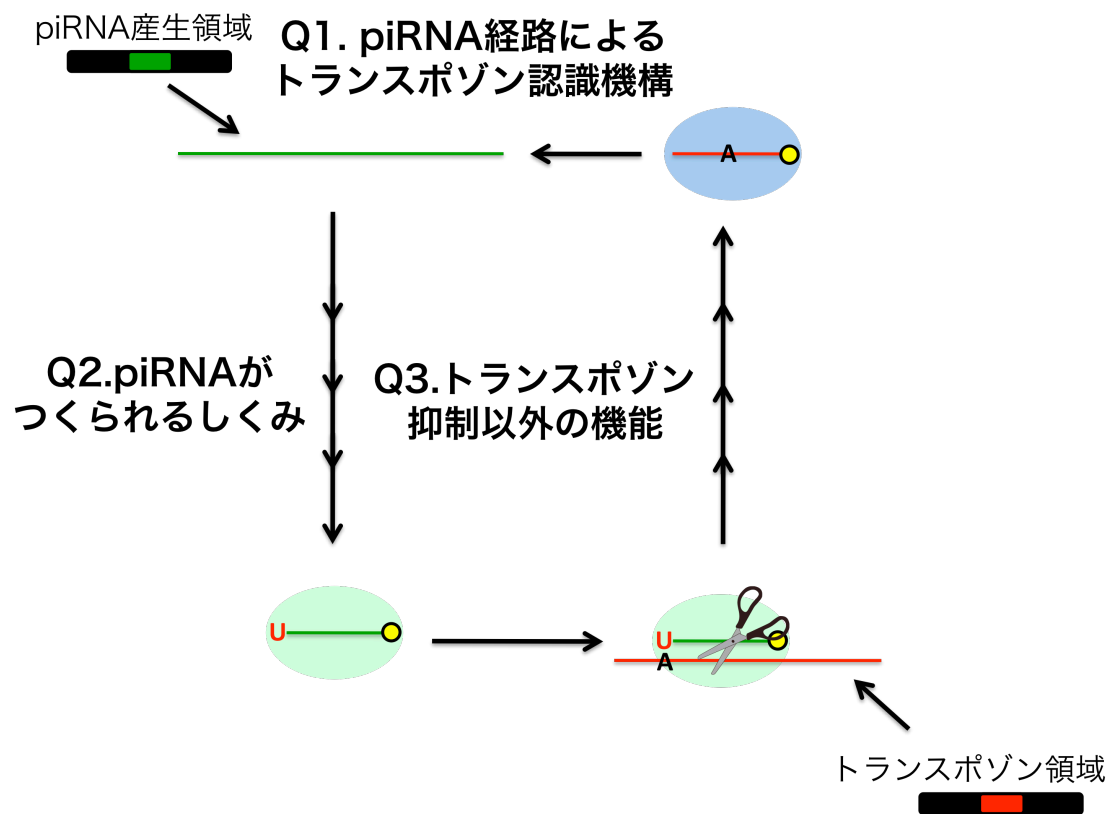 piRNA産生領域
Q1. piRNA経路による
トランスポゾン認識機構
A
Q2.piRNAが
つくられるしくみ
Q3.トランスポゾン
抑制以外の機能
U
U
A
トランスポゾン領域